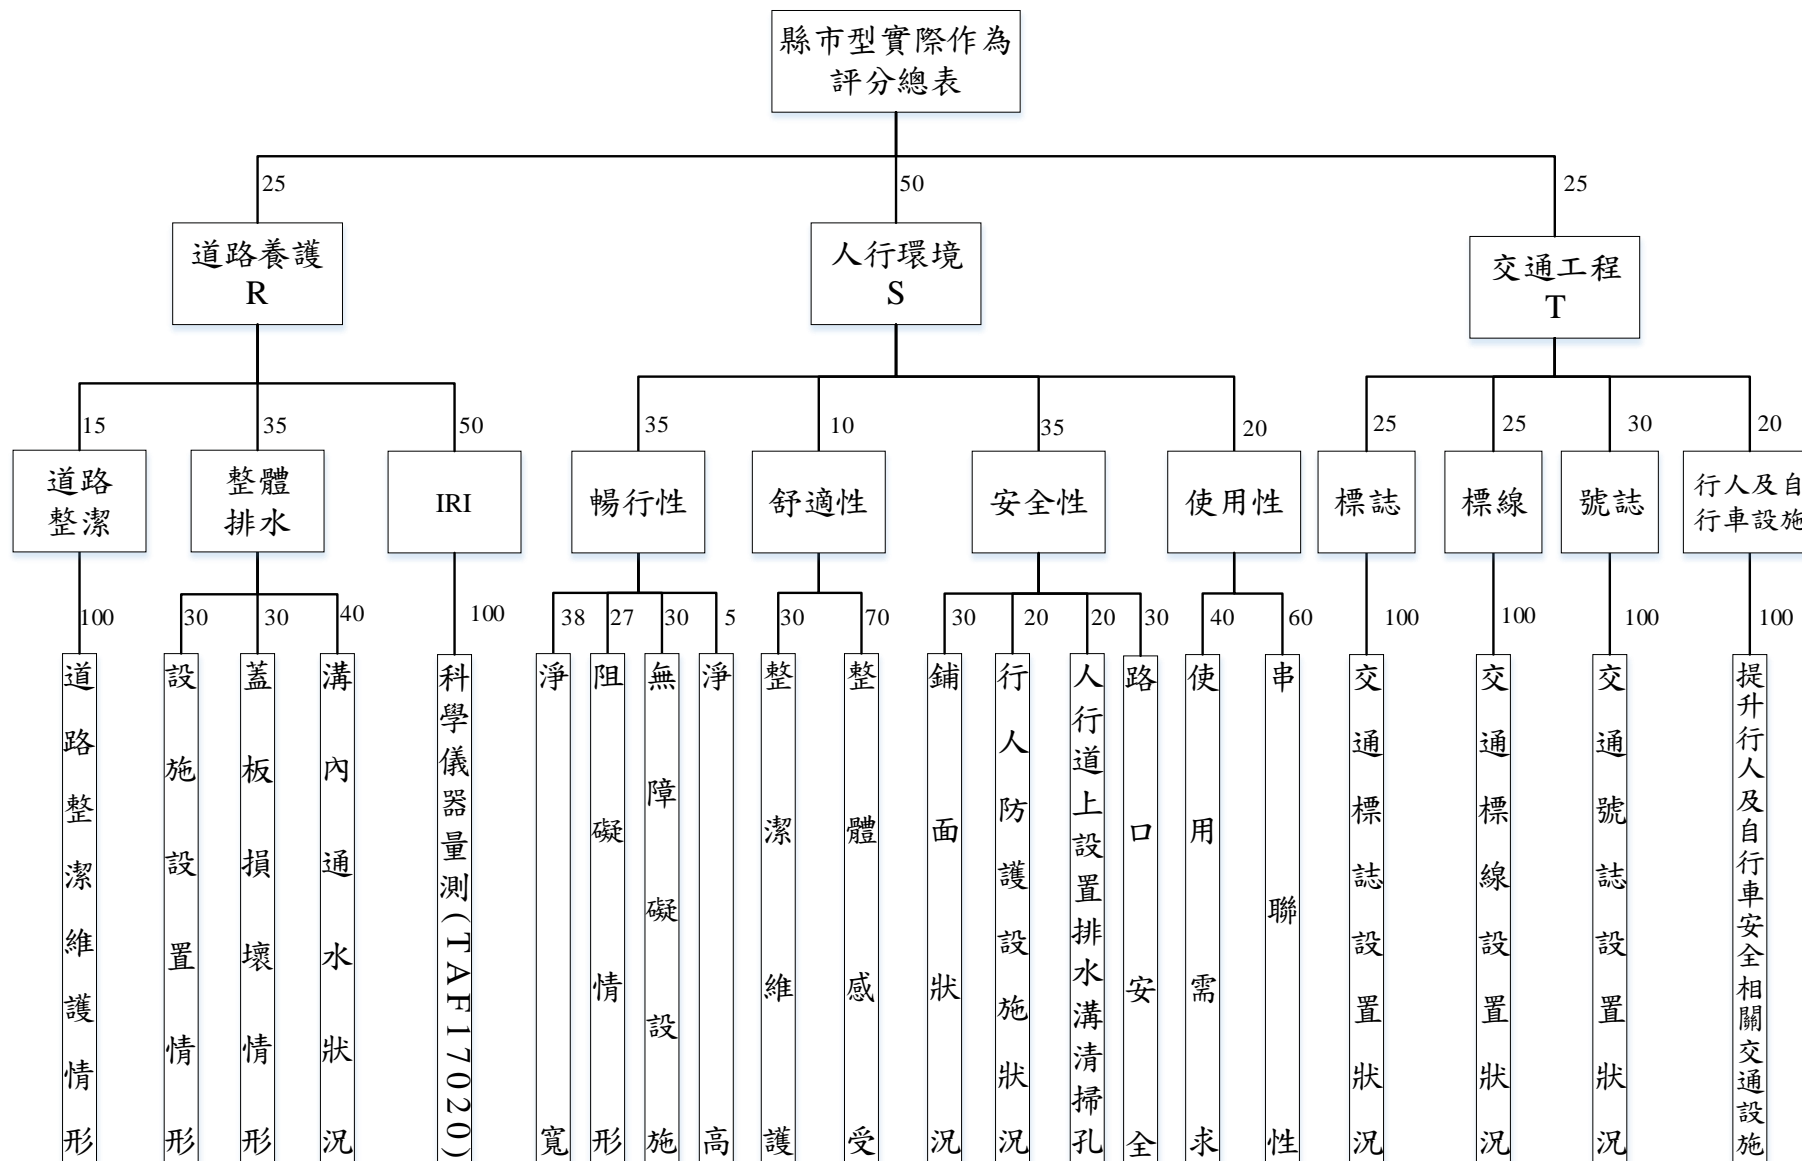 縣市型實際作為
評分總表
25
50
25
道路養護
R
人行環境
S
交通工程
T
15
35
50
35
10
35
20
25
25
30
20
道路
整潔
整體
排水
IRI
暢行性
舒適性
安全性
使用性
標誌
標線
號誌
行人及自
行車設施
100
30
30
40
100
38
27
30
5
30
70
30
20
20
30
40
60
100
100
100
100
道路整潔維護情形
設施設置情形
蓋板損壞情形
溝內通水狀況
科學儀器量測(TAF17020)
淨寬
阻礙情形
無障礙設施
淨高
整潔維護
整體感受
鋪面狀況
行人防護設施狀況
人行道上設置排水溝清掃孔
路口安全
使用需求
串聯性
交通標誌設置狀況
交通標線設置狀況
交通號誌設置狀況
提升行人及自行車安全相關交通設施